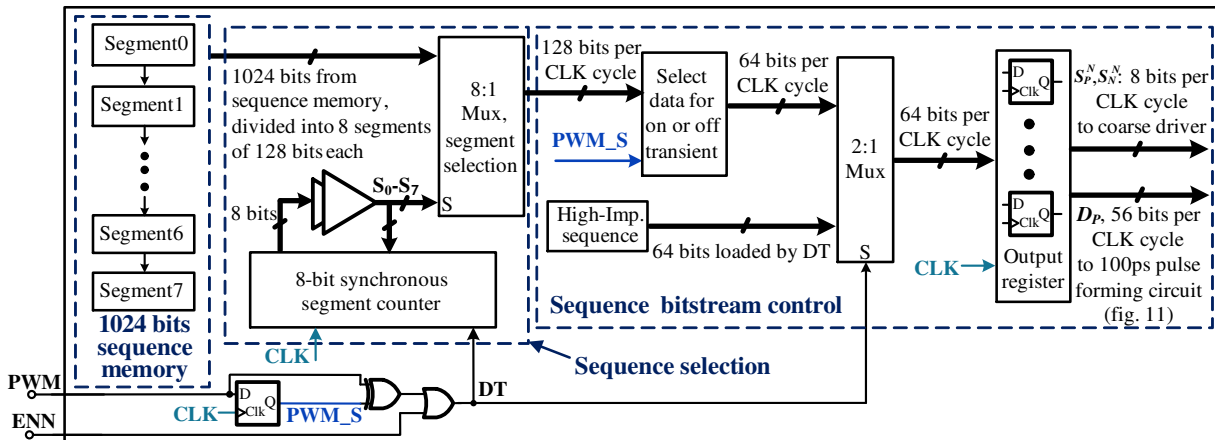 Segment0
Segment1
Segment6
Segment7
1024 bits
sequence
memory
1024 bits from
sequence memory,
divided into 8 segments
of 128 bits each
8:1
Mux,
segment
selection
S
S0-S7
8 bits
8-bit synchronous
segment counter
CLK
Sequence selection
128 bits per
CLK cycle
Select
data for
on or off
transient
PWM_S
64 bits per
CLK cycle
High-Imp.
sequence
64 bits loaded by DT
2:1
Mux
S
Sequence bitstream control
64 bits per
CLK cycle
D
Q
Clk
D
Q
Clk
CLK
Output
register
S_P^N, S_N^N: 8 bits per
CLK cycle
to coarse driver
D_P, 56 bits per
CLK cycle
to 100ps pulse
forming circuit
(fig. 11)
PWM
ENN
CLK
D
Q
Clk
PWM_S
DT